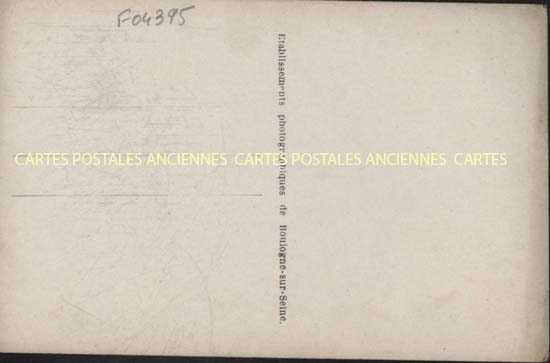 F04395
CARTES POSTALES ANCIENNES CARTES POSTALES ANCIENNES CARTES
Etablissements photographiques de Boulogne-sur-Seine.